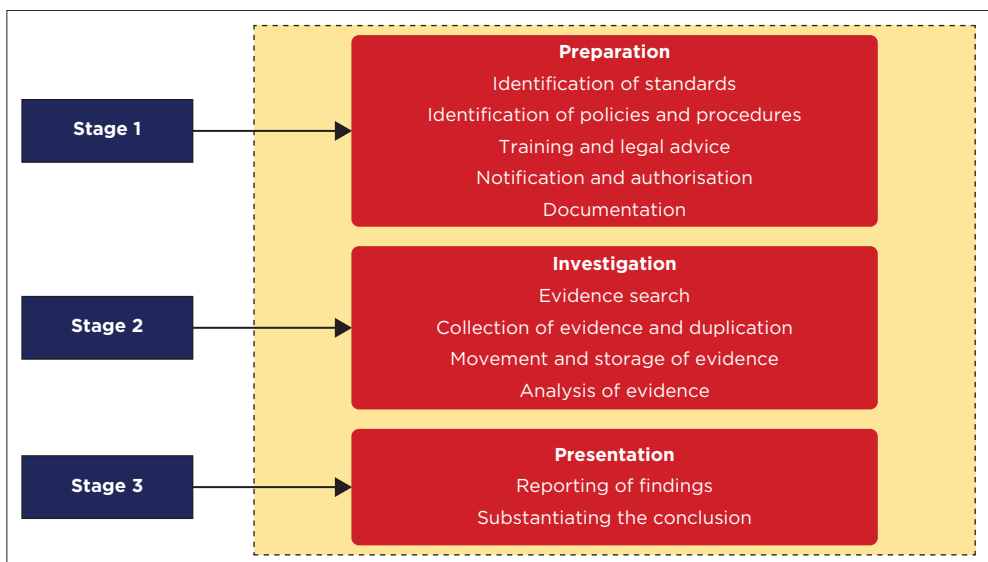 Stage 1
Preparation
Identification of standards
Identification of policies and procedures
Training and legal advice
Notification and authorisation
Documentation
Stage 2
Investigation
Evidence search
Collection of evidence and duplication
Movement and storage of evidence
Analysis of evidence
Stage 3
Presentation
Reporting of findings
Substantiating the conclusion